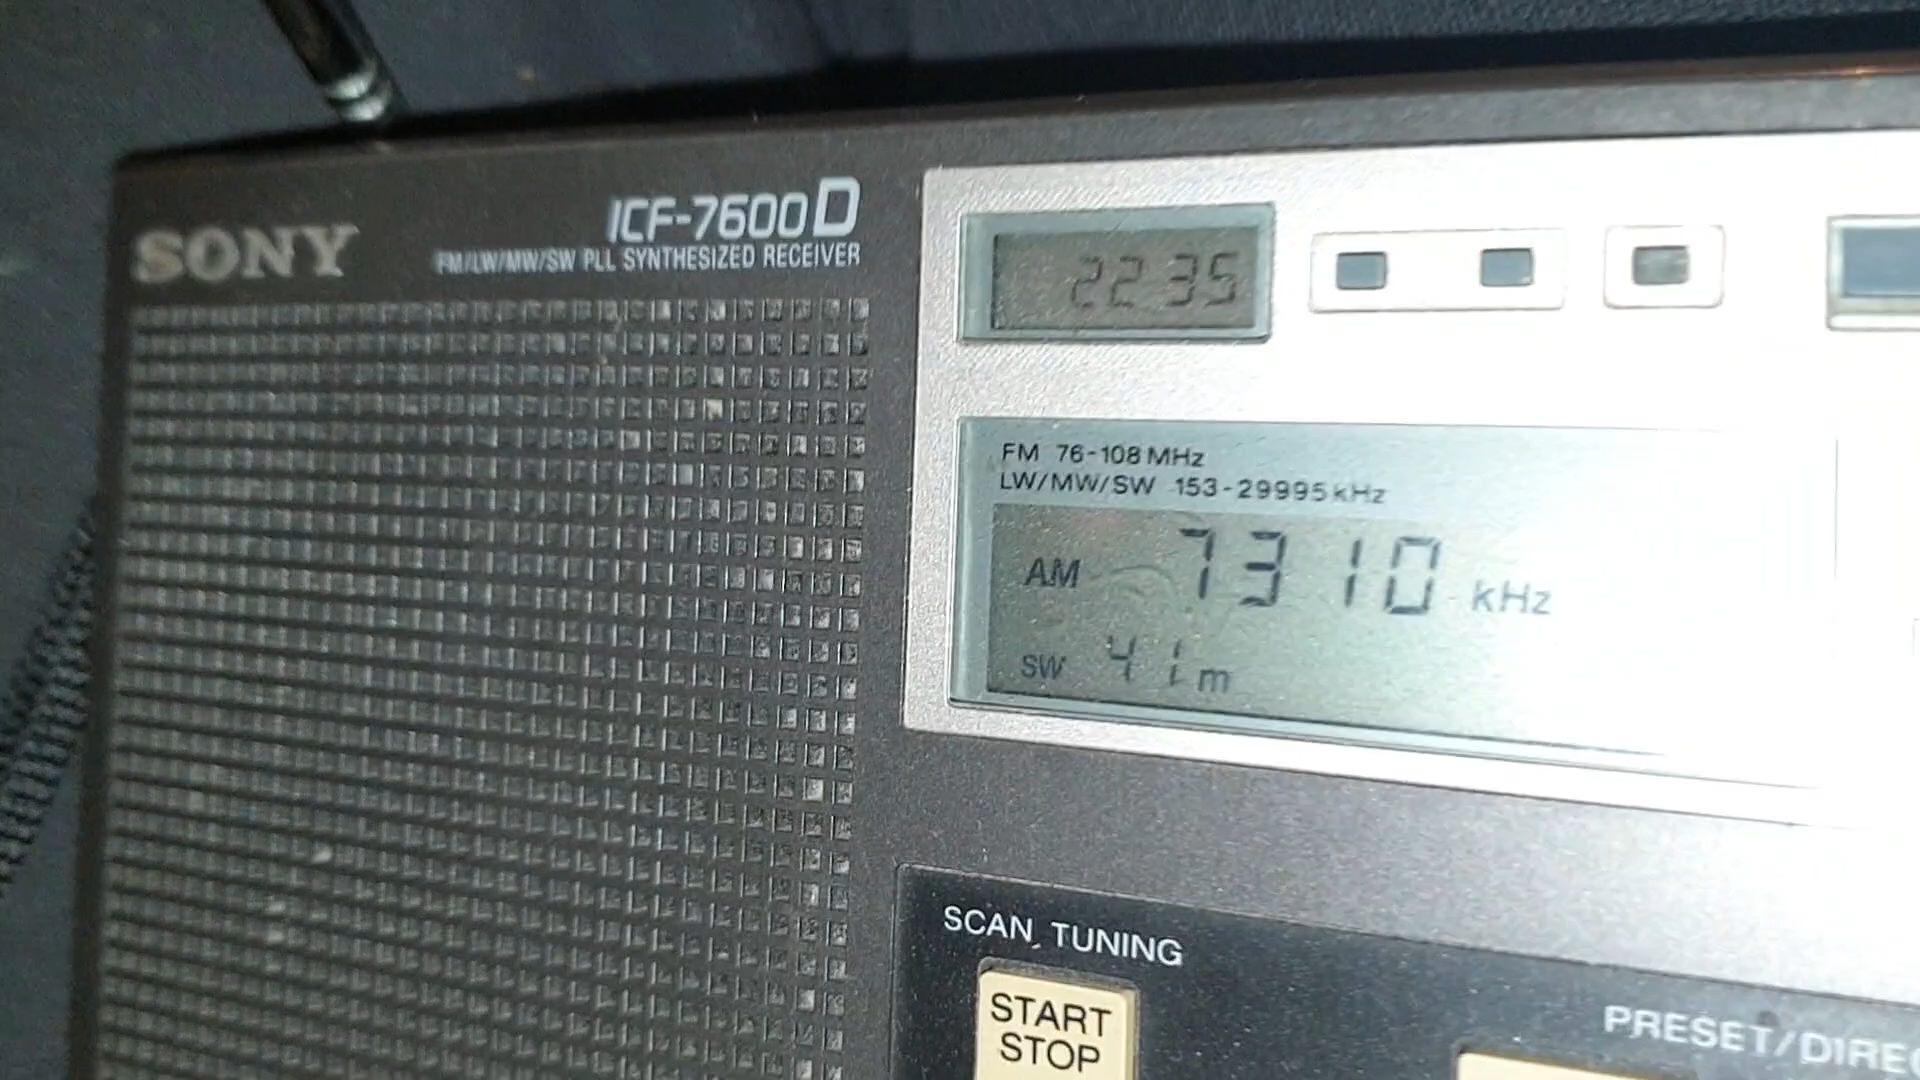 SONY
ICF-7600D
FM/LW/MW/SW PLL SYNTHESIZED RECEIVER
22 35
FM 76-108 MHz
LW/MW/SW 153-29995 kHz
AM 7310 kHz
SW 41m
SCAN TUNING
START
STOP
PRESET/DIREC